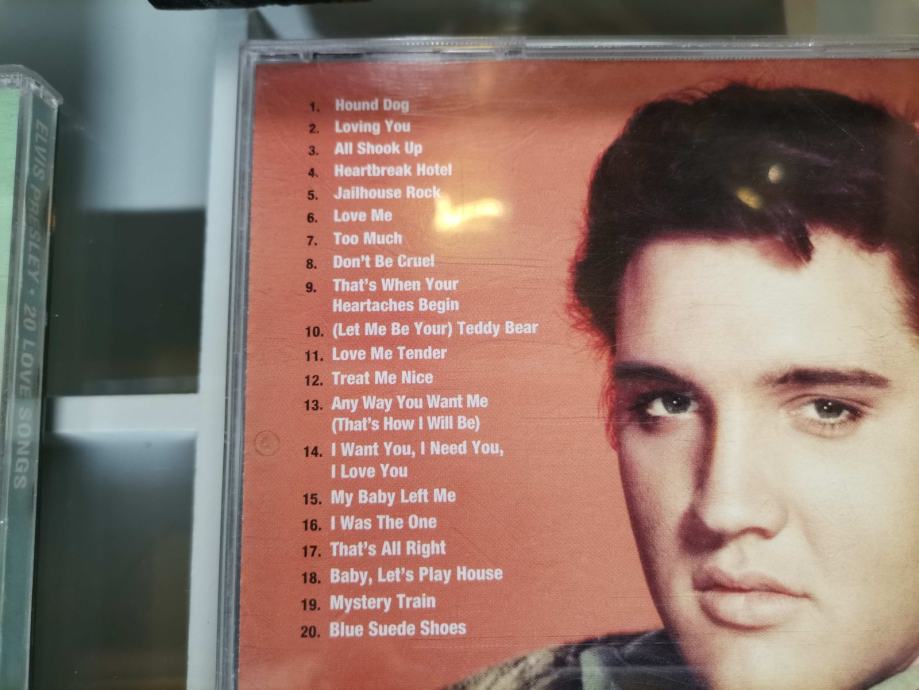 ELVIS PRESLEY • 20 LOVE SONGS
1. Hound Dog
2. Loving You
3. All Shook Up
4. Heartbreak Hotel
5. Jailhouse Rock
6. Love Me
7. Too Much
8. Don't Be Cruel
9. That's When Your
Heartaches Begin
10. (Let Me Be Your) Teddy Bear
11. Love Me Tender
12. Treat Me Nice
13. Any Way You Want Me
(That's How I Will Be)
14. I Want You, I Need You,
I Love You
15. My Baby Left Me
16. I Was The One
17. That's All Right
18. Baby, Let's Play House
19. Mystery Train
20. Blue Suede Shoes